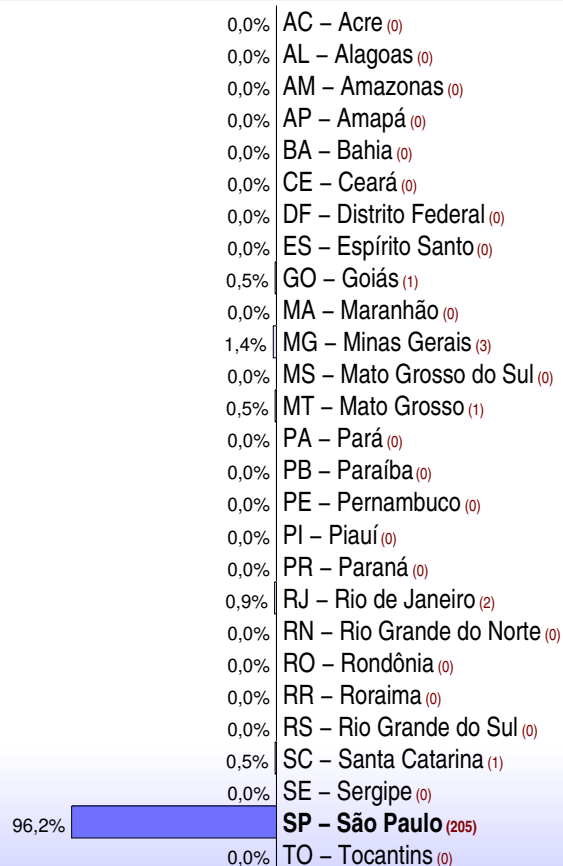 0,0% AC – Acre (0)
0,0% AL – Alagoas (0)
0,0% AM – Amazonas (0)
0,0% AP – Amapá (0)
0,0% BA – Bahia (0)
0,0% CE – Ceará (0)
0,0% DF – Distrito Federal (0)
0,0% ES – Espírito Santo (0)
0,5% GO – Goiás (1)
0,0% MA – Maranhão (0)
1,4% MG – Minas Gerais (3)
0,0% MS – Mato Grosso do Sul (0)
0,5% MT – Mato Grosso (1)
0,0% PA – Pará (0)
0,0% PB – Paraíba (0)
0,0% PE – Pernambuco (0)
0,0% PI – Piauí (0)
0,0% PR – Paraná (0)
0,9% RJ – Rio de Janeiro (2)
0,0% RN – Rio Grande do Norte (0)
0,0% RO – Rondônia (0)
0,0% RR – Roraima (0)
0,0% RS – Rio Grande do Sul (0)
0,5% SC – Santa Catarina (1)
0,0% SE – Sergipe (0)
96,2% SP – São Paulo (205)
0,0% TO – Tocantins (0)